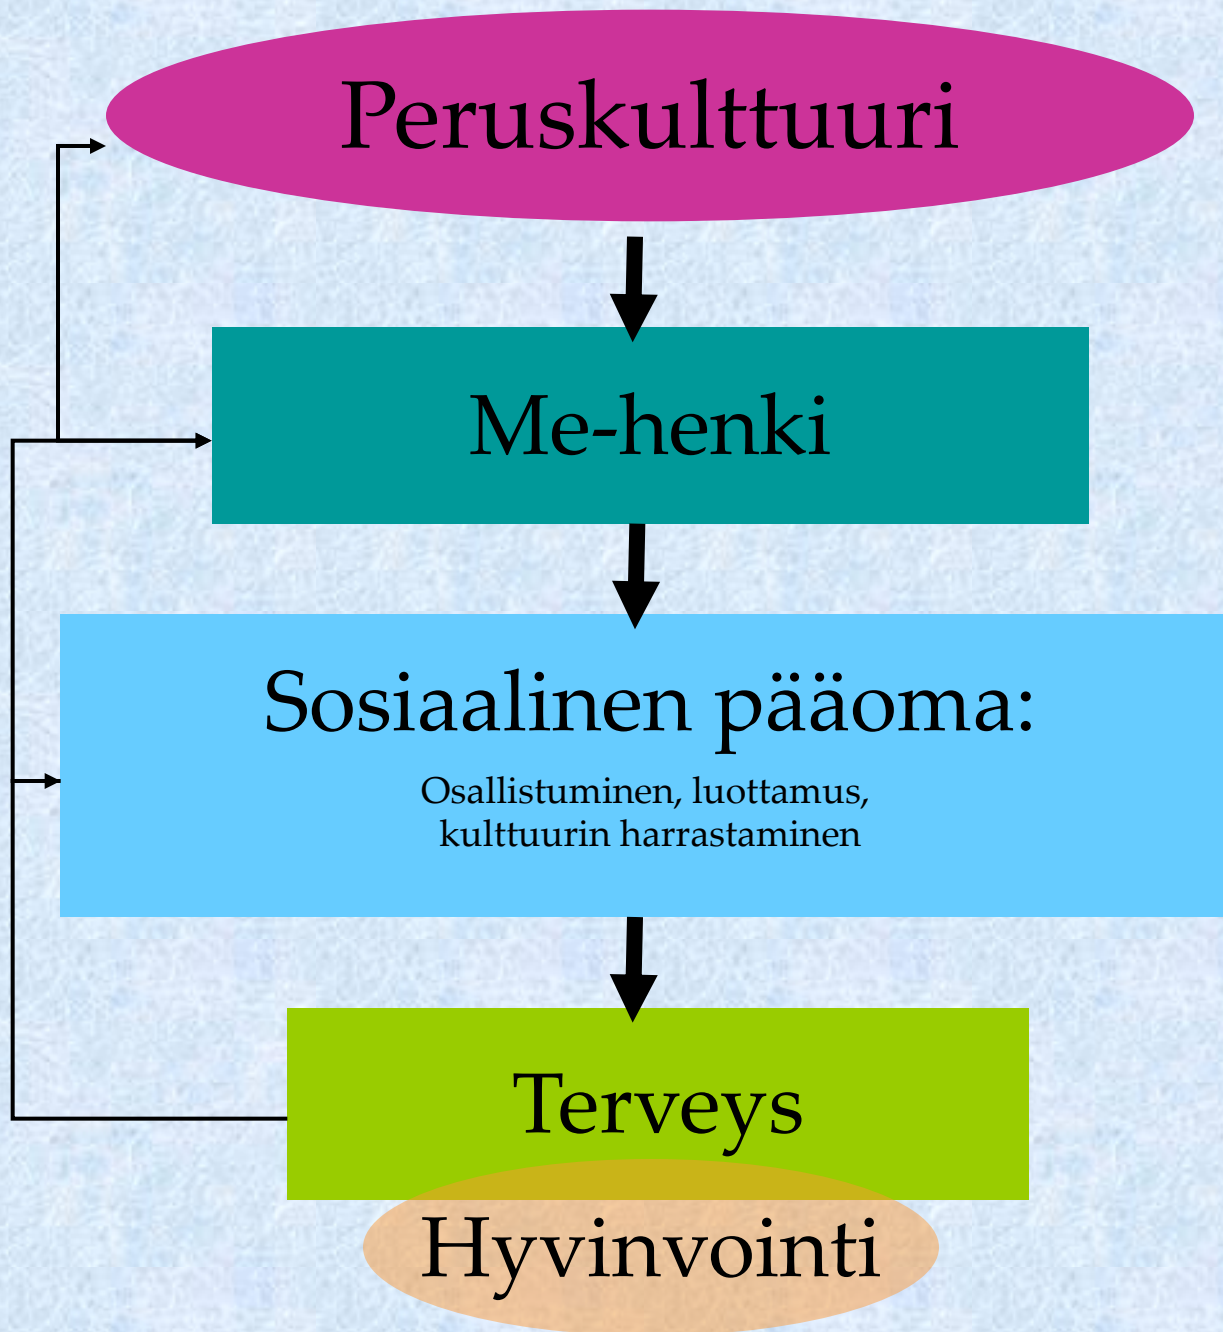 Peruskulttuuri
Me-henki
Sosiaalinen pääoma:
Osallistuminen, luottamus,
kulttuurin harrastaminen
Terveys
Hyvinvointi